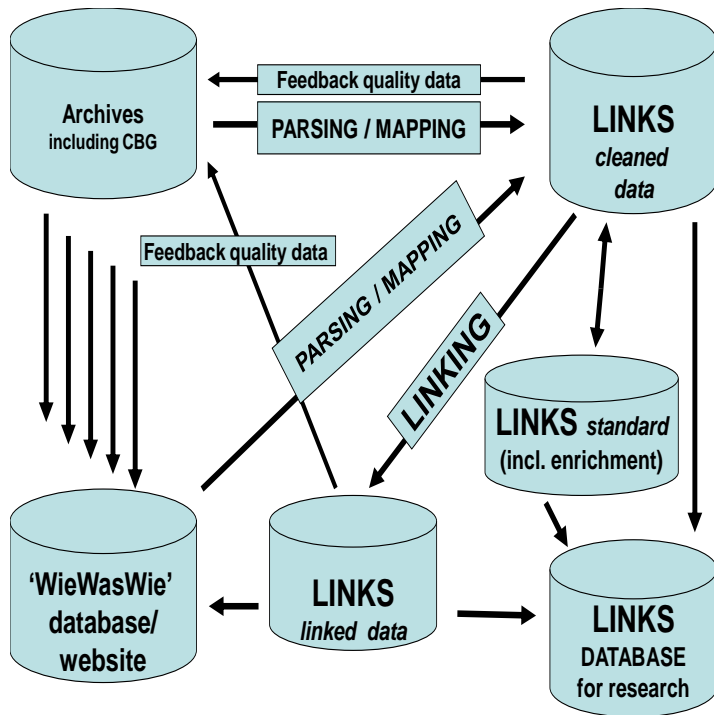 Archives
including CBG
Feedback quality data
PARSING / MAPPING
LINKS
cleaned
data
Feedback quality data
PARSING / MAPPING
LINKING
LINKS standard
(incl. enrichment)
‘WieWasWie’
database/
website
LINKS
linked data
LINKS
DATABASE
for research